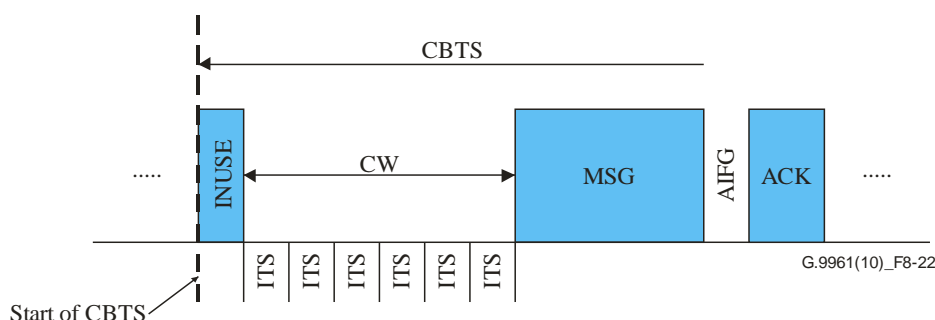 CBTS
INUSE
CW
MSG
AIFG
ACK
.....
.....
ITS
ITS
ITS
ITS
ITS
ITS
G.9961(10)_F8-22
Start of CBTS